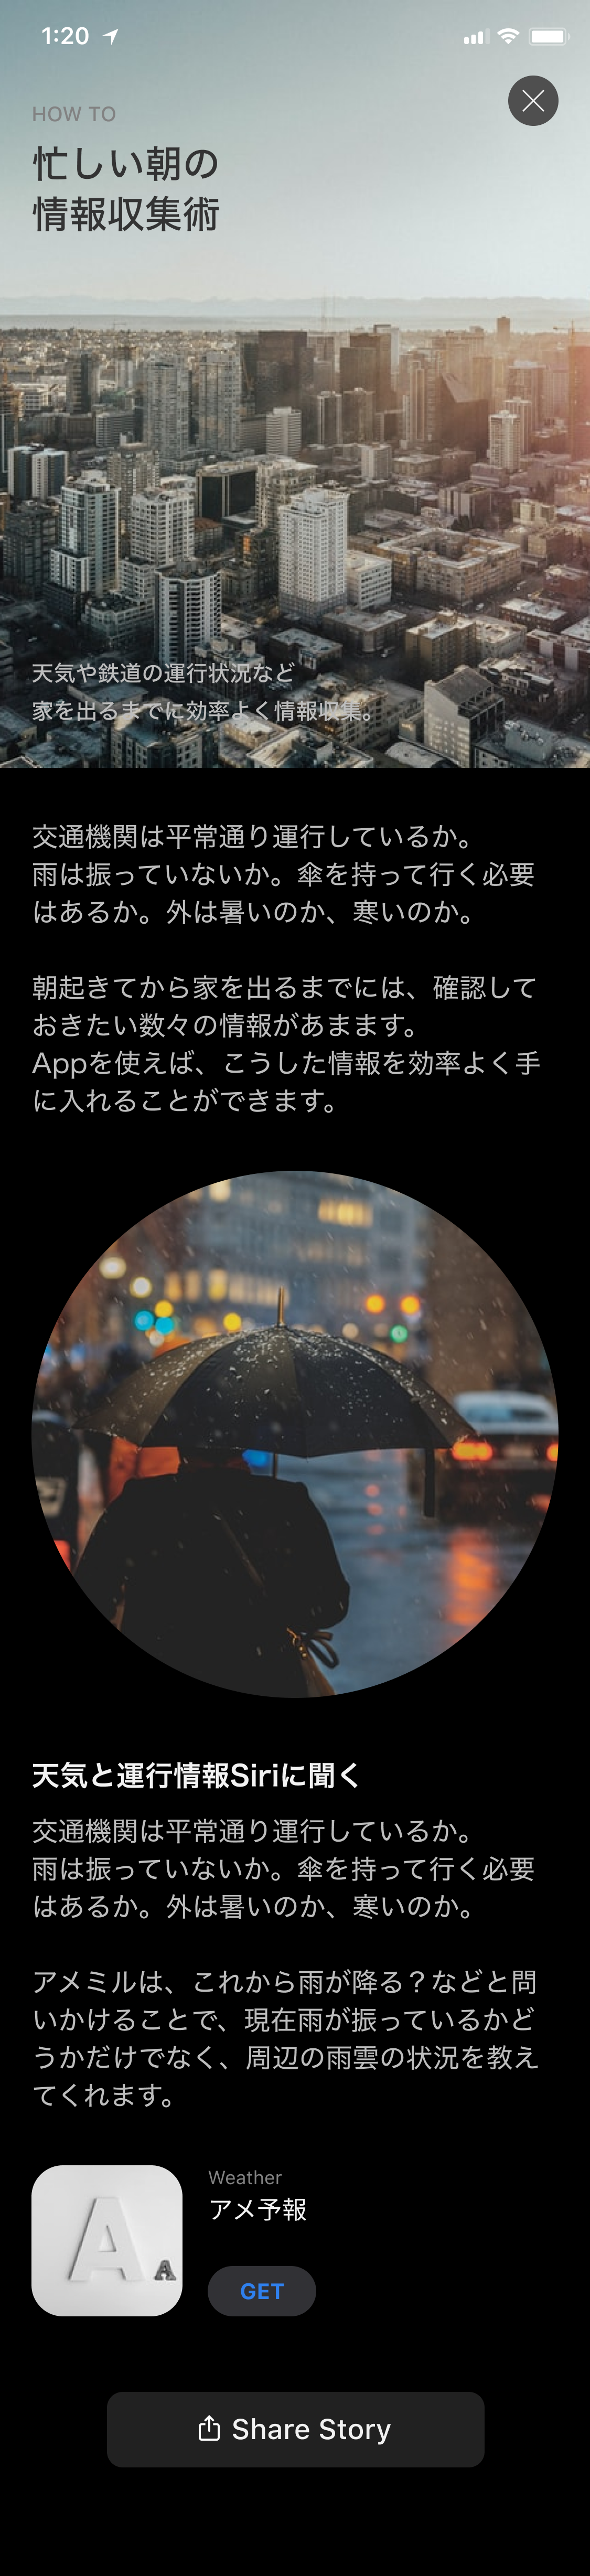 1:20
HOW TO
忙しい朝の
情報収集術
天気や鉄道の運行状況など
家を出るまでに効率よく情報収集。
交通機関は平常通り運行しているか。
雨は振っていないか。傘を持って行く必要
はあるか。外は暑いのか、寒いのか。
朝起きてから家を出るまでには、確認して
おきたい数々の情報があまます。
Appを使えば、こうした情報を効率よく手
に入れることができます。
天気と運行情報Siriに聞く
交通機関は平常通り運行しているか。
雨は振っていないか。傘を持って行く必要
はあるか。外は暑いのか、寒いのか。
アメミルは、これから雨が降る？などと問
いかけることで、現在雨が振っているかど
うかだけでなく、周辺の雨雲の状況を教え
てくれます。
A
A
Weather
アメ予報
GET
Share Story